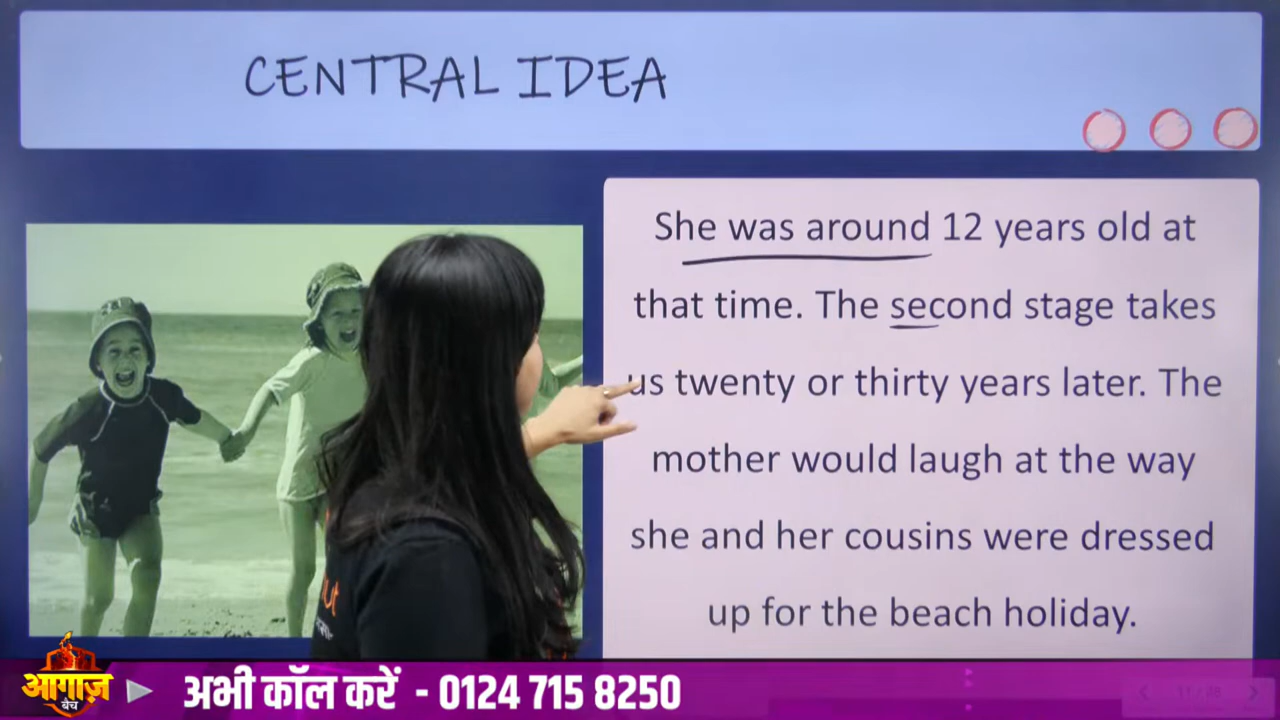 CENTRAL IDEA
She was around 12 years old at
that time. The second stage takes
us twenty or thirty years later. The
mother would laugh at the way
she and her cousins were dressed
up for the beach holiday.
आगाज़
बैच
अभी कॉल करें - 0124 715 8250